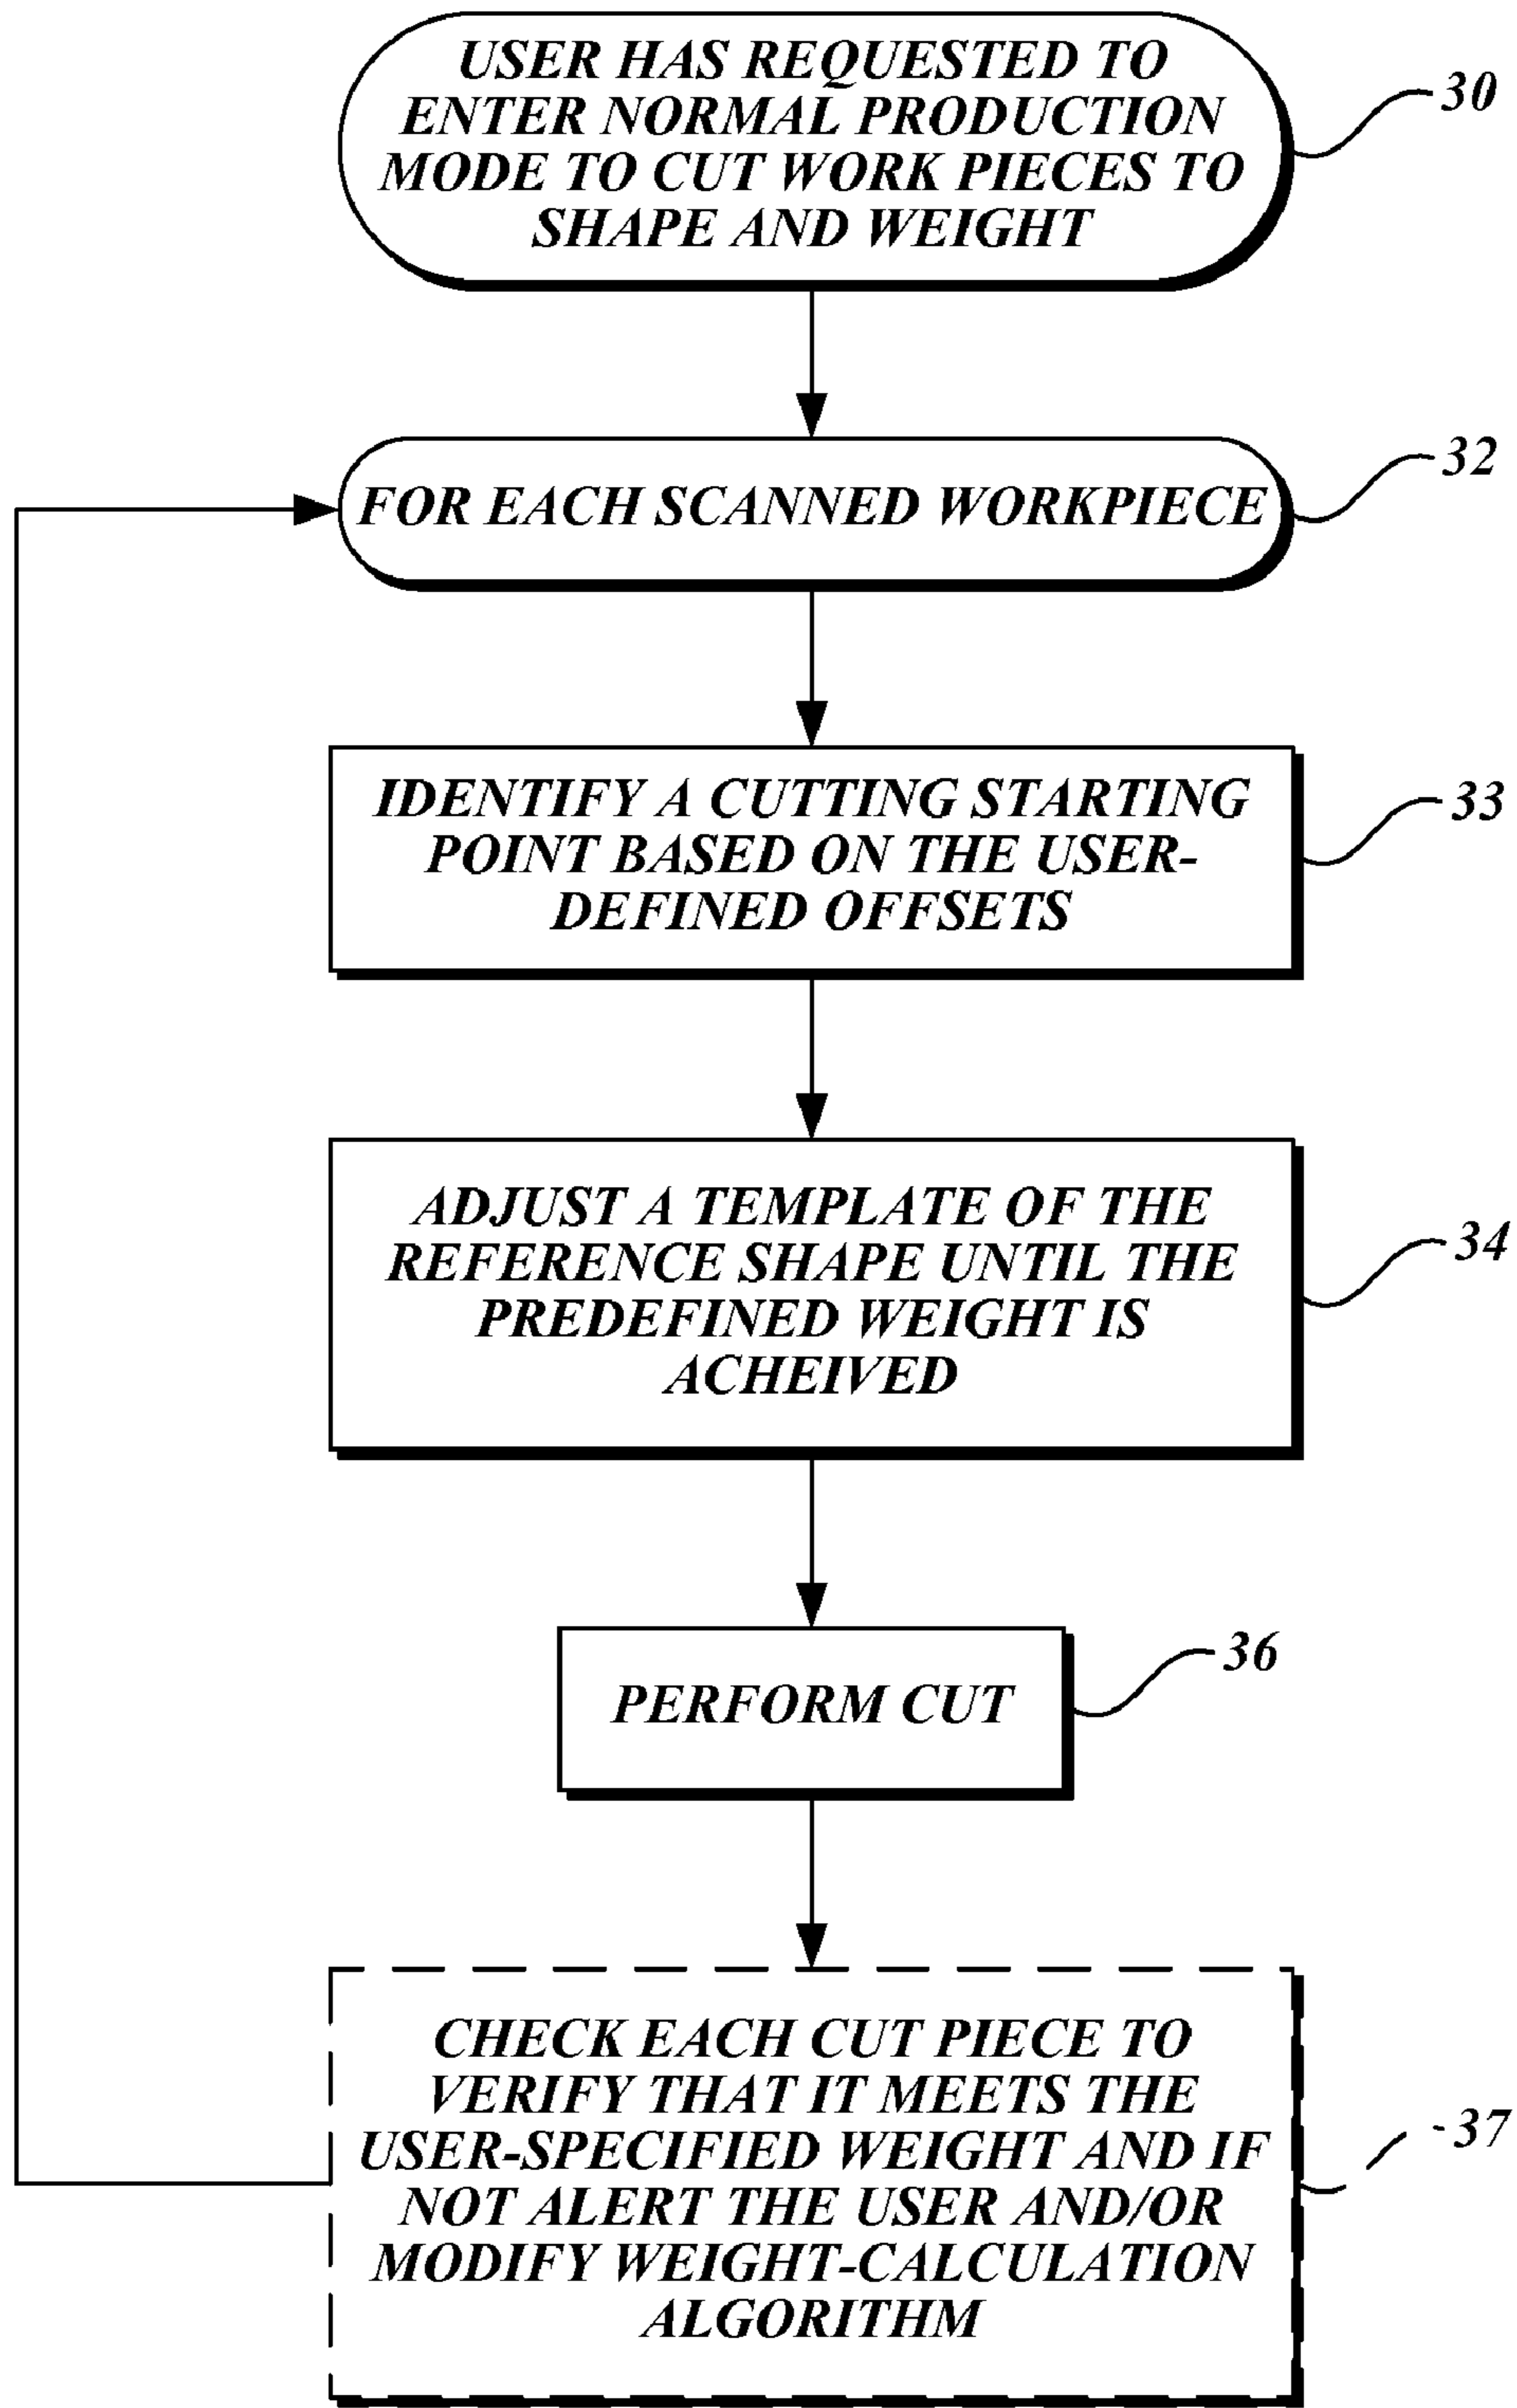 USER HAS REQUESTED TO
ENTER NORMAL PRODUCTION
MODE TO CUT WORK PIECES TO
SHAPE AND WEIGHT
30
FOR EACH SCANNED WORKPIECE
32
IDENTIFY A CUTTING STARTING
POINT BASED ON THE USER-
DEFINED OFFSETS
33
ADJUST A TEMPLATE OF THE
REFERENCE SHAPE UNTIL THE
PREDEFINED WEIGHT IS
ACHEIVED
34
PERFORM CUT
36
CHECK EACH CUT PIECE TO
VERIFY THAT IT MEETS THE
USER-SPECIFIED WEIGHT AND IF
NOT ALERT THE USER AND/OR
MODIFY WEIGHT-CALCULATION
ALGORITHM
37